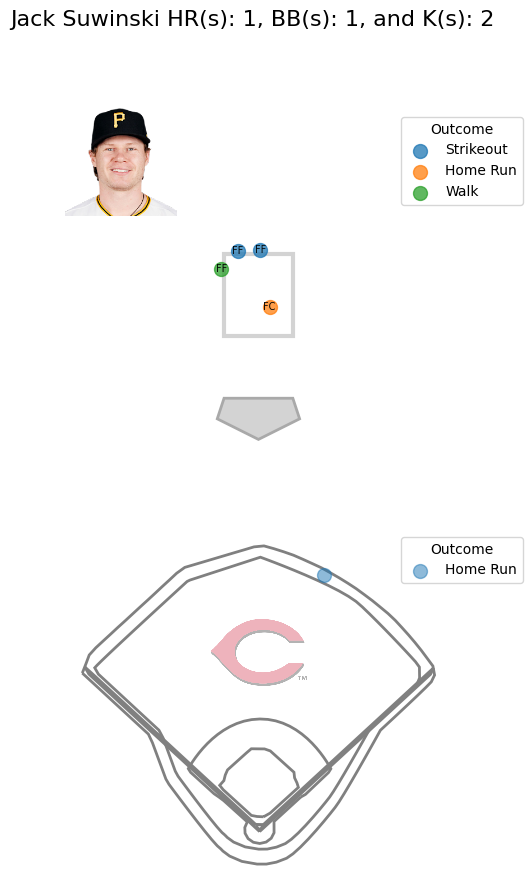 Jack Suwinski HR(s): 1, BB(s): 1, and K(s): 2
P
Outcome
Strikeout
Home Run
Walk
FF
FF
FF
FC
Outcome
Home Run
C
TM